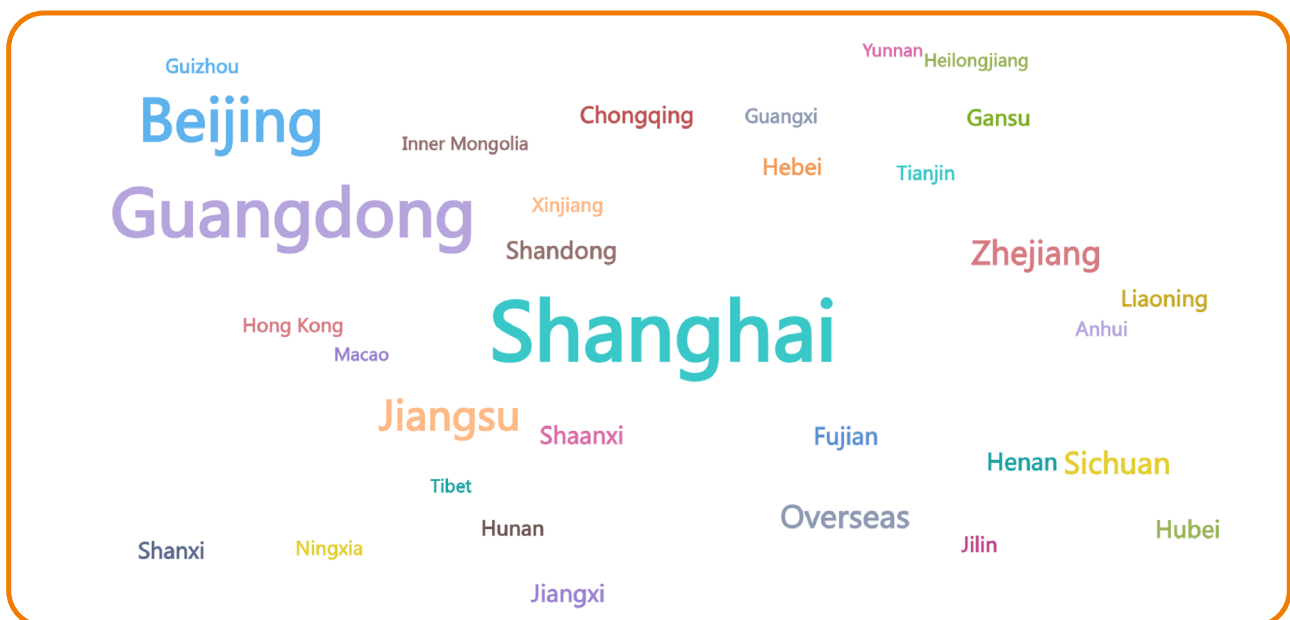 Yunnan
Heilongjiang
Guizhou
Beijing
Chongqing
Guangxi
Gansu
Inner Mongolia
Hebei
Tianjin
Guangdong
Xinjiang
Shandong
Zhejiang
Liaoning
Hong Kong
Anhui
Shanghai
Macao
Jiangsu
Shaanxi
Fujian
Henan
Sichuan
Tibet
Overseas
Hunan
Hubei
Jilin
Shanxi
Ningxia
Jiangxi